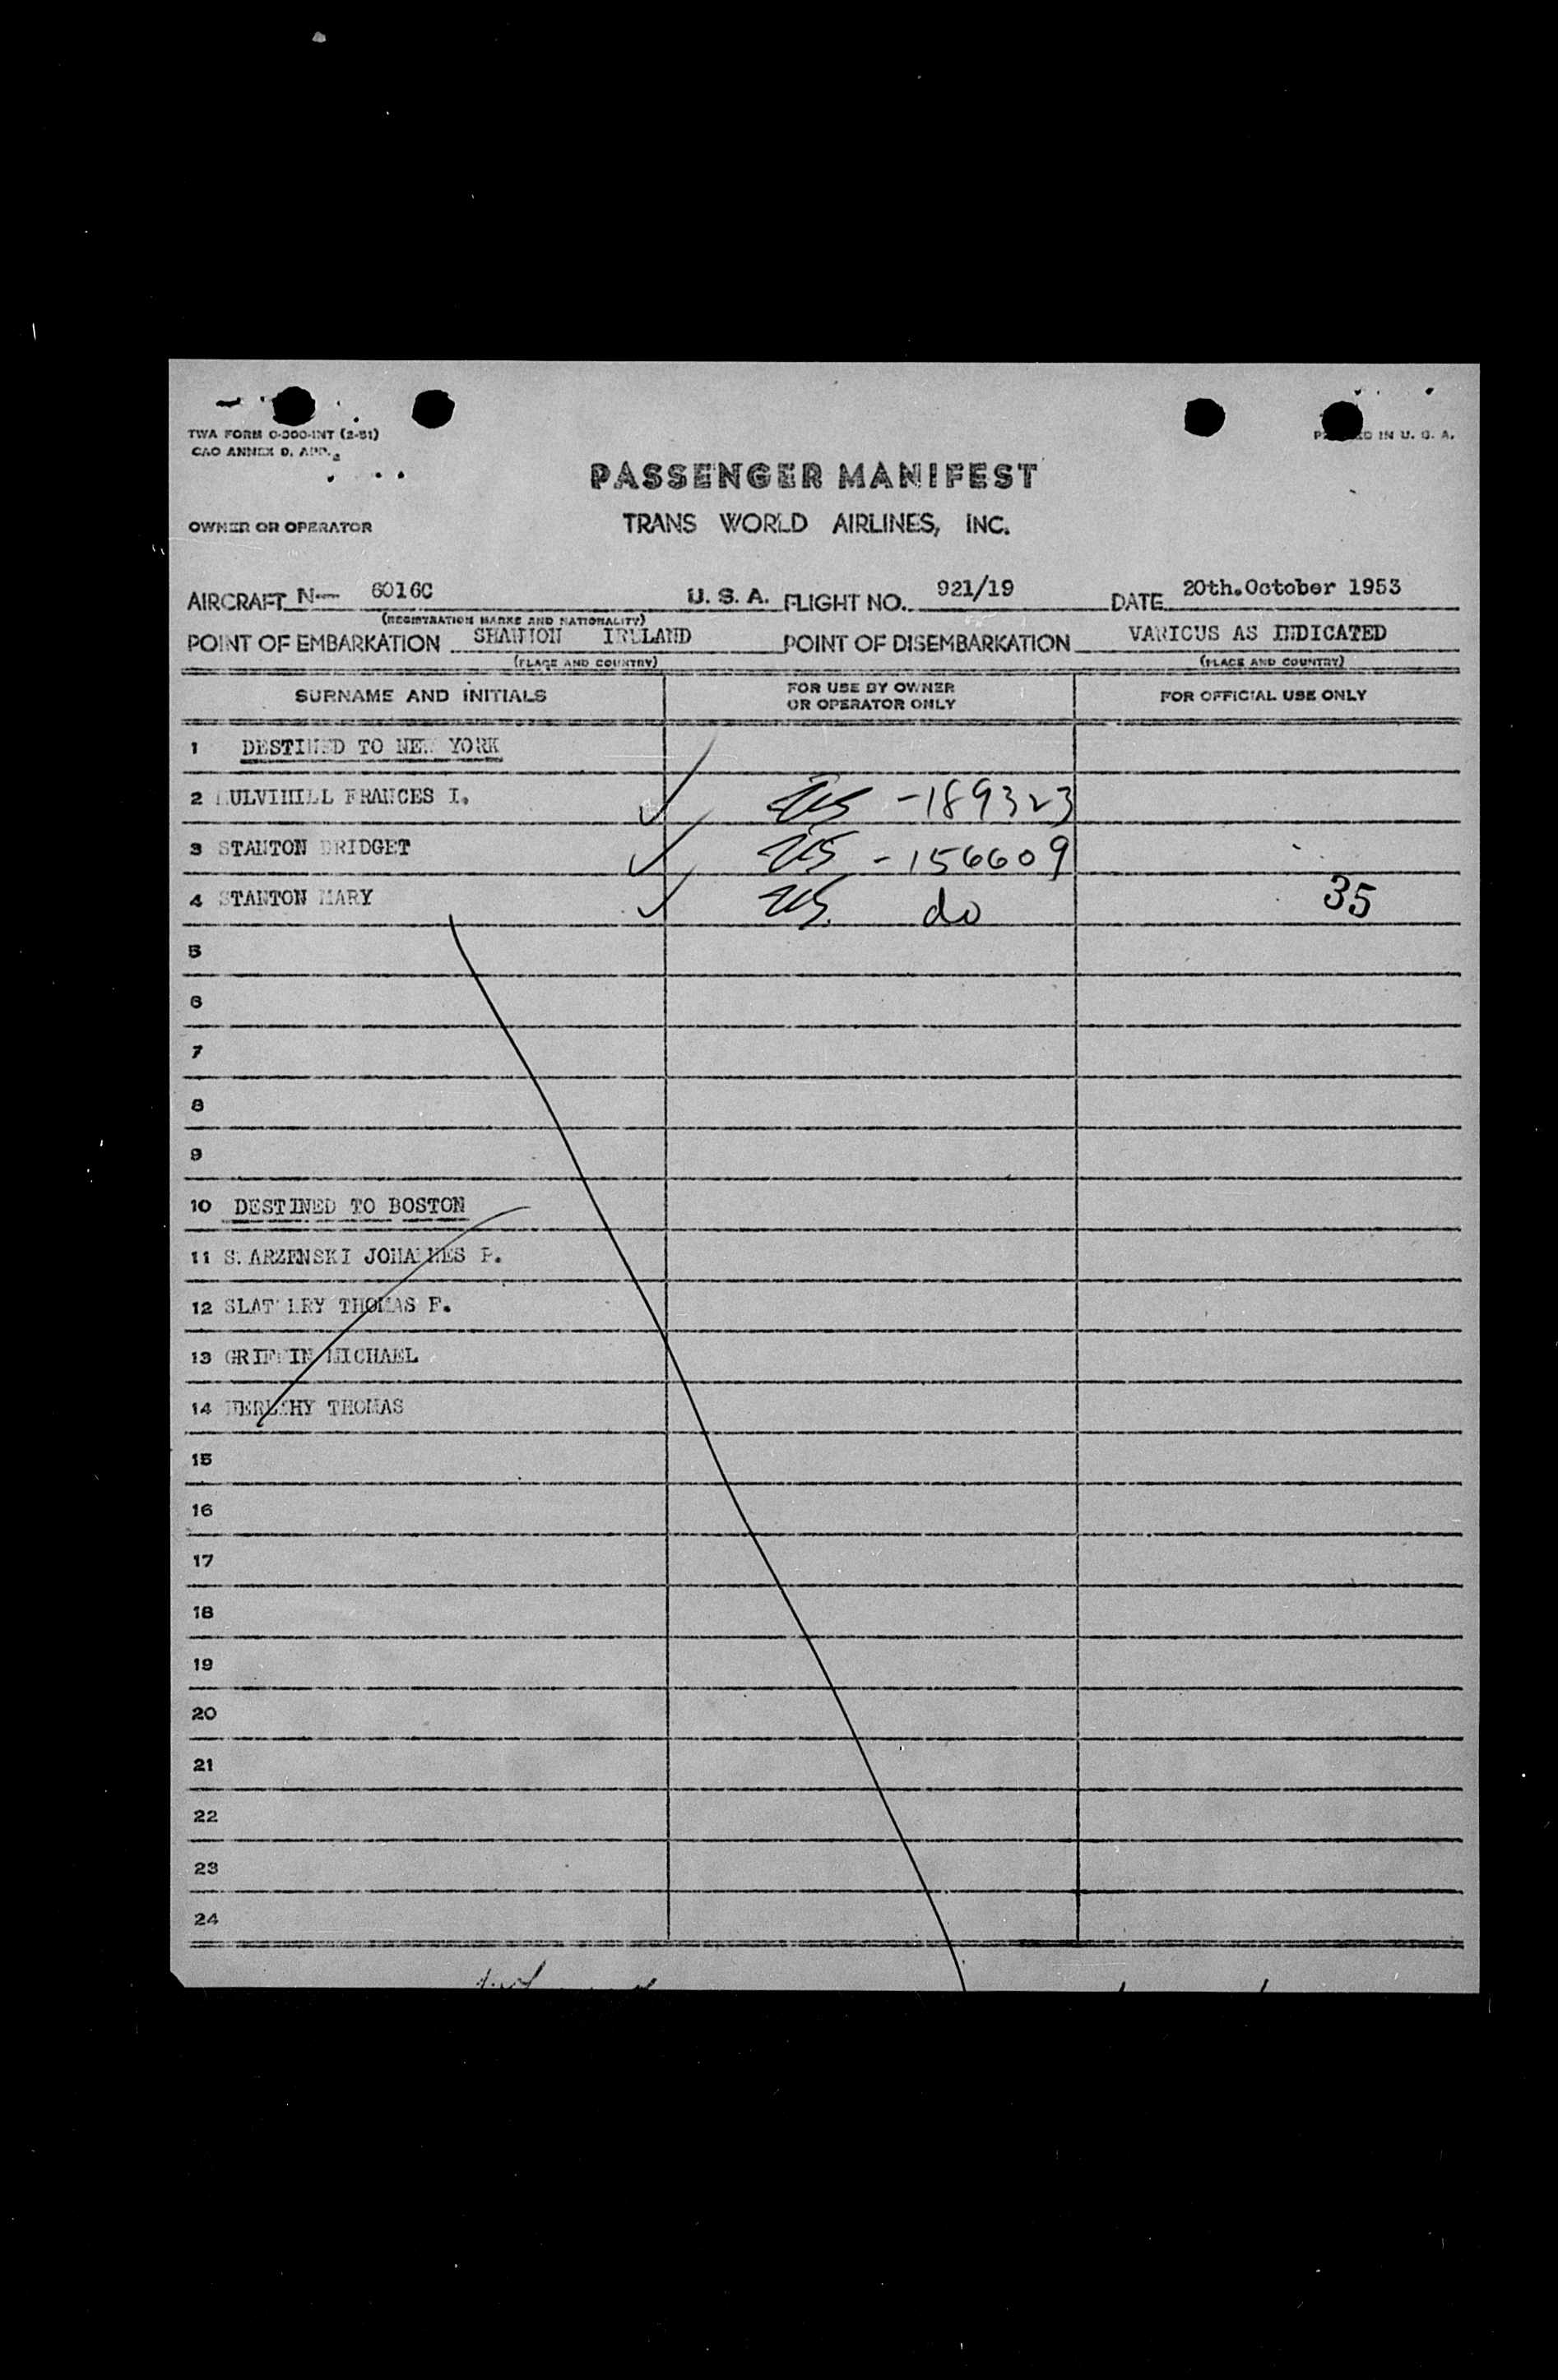 TWA FORM O-300-INT (2-51)
PRINTED IN U. S. A.
CAO ANNEX 9, APP.
PASSENGER MANIFEST
OWNER OR OPERATOR
TRANS WORLD AIRLINES, INC.
AIRCRAFT N— 6016C U. S. A. FLIGHT NO. 921/19 DATE 20th.October 1953
(REGISTRATION MARKS AND NATIONALITY)
POINT OF EMBARKATION SHANNON IRELAND POINT OF DISEMBARKATION VARIOUS AS INDICATED
(PLACE AND COUNTRY) (PLACE AND COUNTRY)
SURNAME AND INITIALS FOR USE BY OWNER OR OPERATOR ONLY FOR OFFICIAL USE ONLY
1 DESTINED TO NEW YORK
2 MULVIHILL FRANCES I. US -189323
3 STANTON BRIDGET US -156609
4 STANTON MARY US. do 35
5
6
7
8
9
10 DESTINED TO BOSTON
11 SWARZENSKI JOHANNES P.
12 SLATTERY THOMAS F.
13 GRIFFIN MICHAEL
14 THOMAS
15
16
17
18
19
20
21
22
23
24